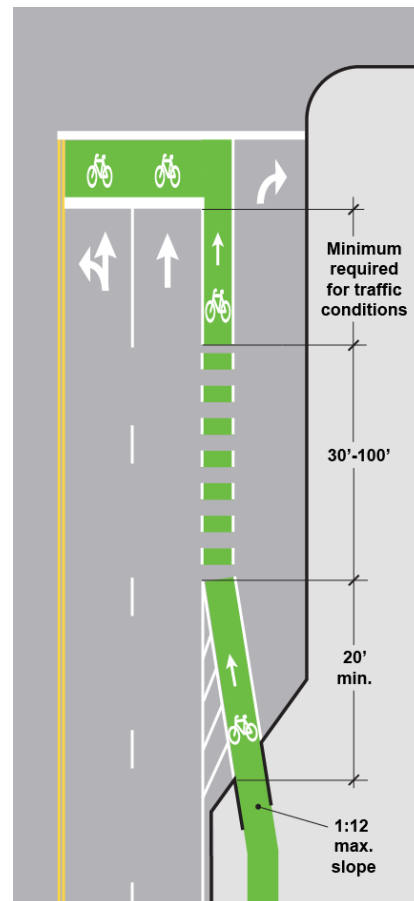 Minimum
required
for traffic
conditions
30’-100’
20’
min.
1:12
max.
slope